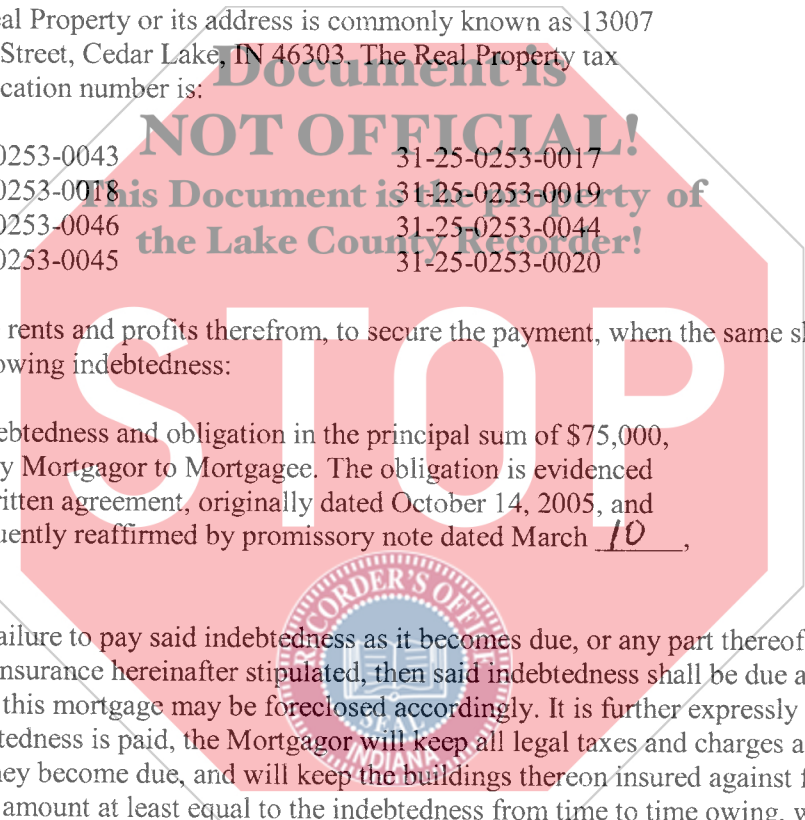 eal Property or its address is commonly known as 13007
Street, Cedar Lake, IN 46303. The Real Property tax
Document is
cation number is:
NOT OFFICIAL!
0253-0043 31-25-0253-0017
This Document is the property of
0253-0018 31-25-0253-0019
0253-0046 31-25-0253-0044
the Lake County Recorder!
0253-0045 31-25-0253-0020
rents and profits therefrom, to secure the payment, when the same sh
owing indebtedness:
STOP
ebtedness and obligation in the principal sum of $75,000,
y Mortgagor to Mortgagee. The obligation is evidenced
ritten agreement, originally dated October 14, 2005, and
uently reaffirmed by promissory note dated March 10,
RECORDER'S OFFICE
ailure to pay said indebtedness as it becomes due, or any part thereof
nsurance hereinafter stipulated, then said indebtedness shall be due a
this mortgage may be foreclosed accordingly. It is further expressly
SEAL
tedness is paid, the Mortgagor will keep all legal taxes and charges a
INDIANA
hey become due, and will keep the buildings thereon insured against f
amount at least equal to the indebtedness from time to time owing, w